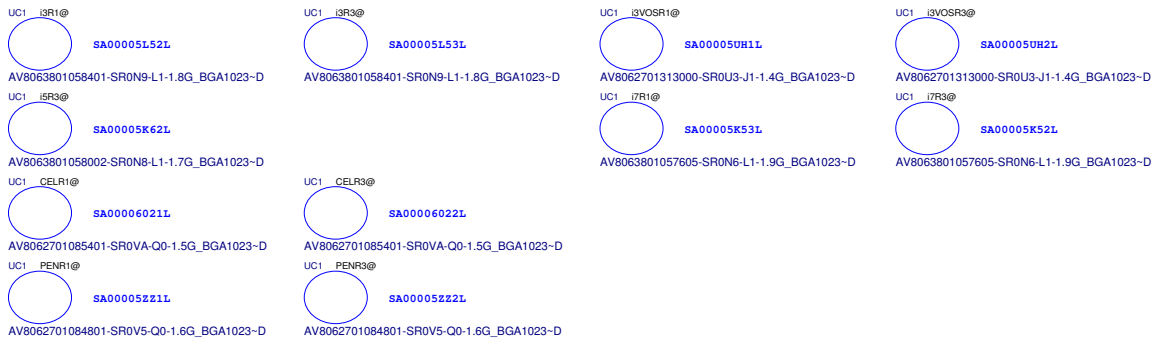 UC1 i3R1@ UC1 i3R3@ UC1 i3VOSR1@ UC1 i3VOSR3@
SA00005L52L SA00005L53L SA00005UH1L SA00005UH2L
AV8063801058401-SR0N9-L1-1.8G_BGA1023~D AV8063801058401-SR0N9-L1-1.8G_BGA1023~D AV8062701313000-SR0U3-J1-1.4G_BGA1023~D AV8062701313000-SR0U3-J1-1.4G_BGA1023~D
UC1 i5R3@ UC1 i7R1@ UC1 i7R3@
SA00005K62L SA00005K53L SA00005K52L
AV8063801058002-SR0N8-L1-1.7G_BGA1023~D AV8063801057605-SR0N6-L1-1.9G_BGA1023~D AV8063801057605-SR0N6-L1-1.9G_BGA1023~D
UC1 CELR1@ UC1 CELR3@
SA00006021L SA00006022L
AV8062701085401-SR0VA-Q0-1.5G_BGA1023~D AV8062701085401-SR0VA-Q0-1.5G_BGA1023~D
UC1 PENR1@ UC1 PENR3@
SA00005ZZ1L SA00005ZZ2L
AV8062701084801-SR0V5-Q0-1.6G_BGA1023~D AV8062701084801-SR0V5-Q0-1.6G_BGA1023~D